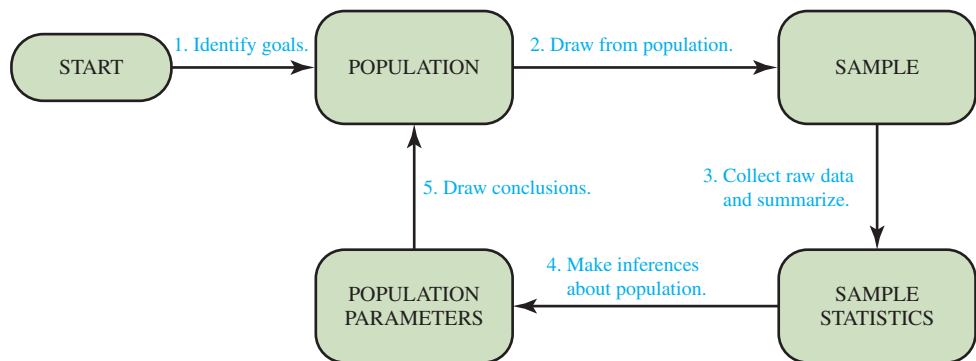 START
1. Identify goals.
POPULATION
2. Draw from population.
SAMPLE
3. Collect raw data
and summarize.
SAMPLE
STATISTICS
4. Make inferences
about population.
POPULATION
PARAMETERS
5. Draw conclusions.